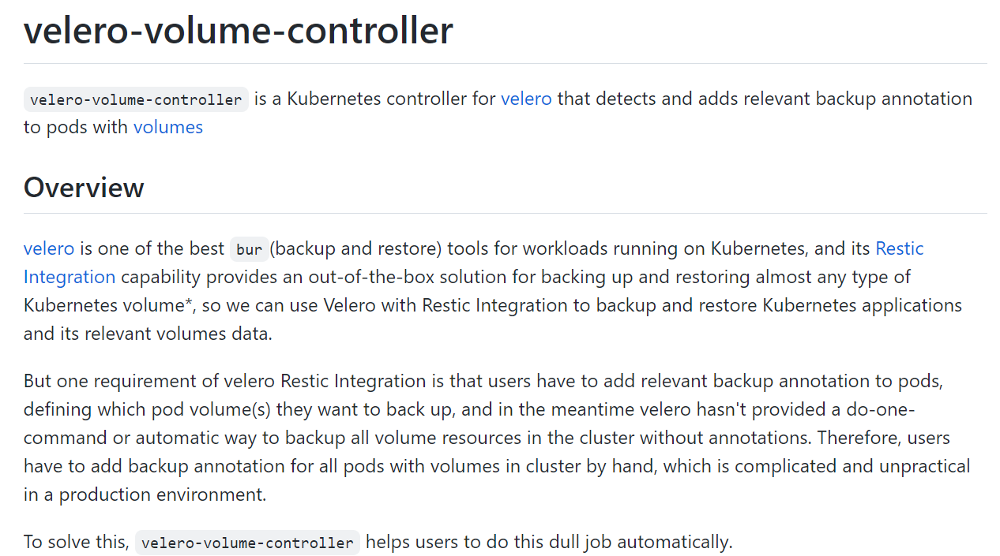 velero-volume-controller
velero-volume-controller is a Kubernetes controller for velero that detects and adds relevant backup annotation
to pods with volumes
Overview
velero is one of the best bur (backup and restore) tools for workloads running on Kubernetes, and its Restic
Integration capability provides an out-of-the-box solution for backing up and restoring almost any type of
Kubernetes volume*, so we can use Velero with Restic Integration to backup and restore Kubernetes applications
and its relevant volumes data.
But one requirement of velero Restic Integration is that users have to add relevant backup annotation to pods,
defining which pod volume(s) they want to back up, and in the meantime velero hasn't provided a do-one-
command or automatic way to backup all volume resources in the cluster without annotations. Therefore, users
have to add backup annotation for all pods with volumes in cluster by hand, which is complicated and unpractical
in a production environment.
To solve this, velero-volume-controller helps users to do this dull job automatically.